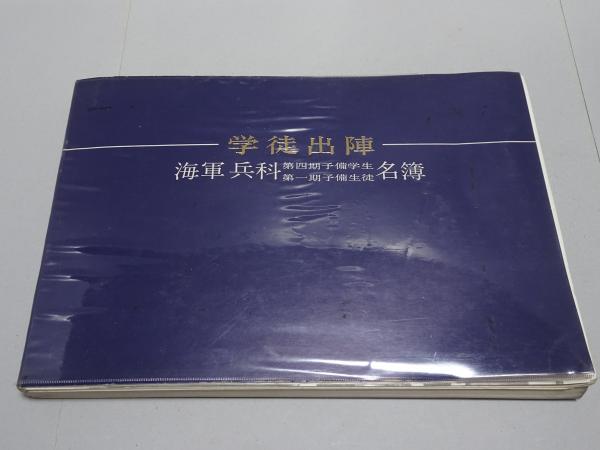 学徒出陣
海軍兵科第四期予備学生名簿
第一期予備生徒